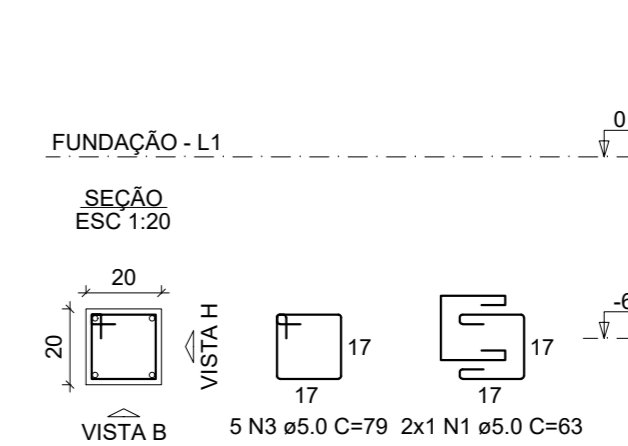 0
FUNDAÇÃO - L1
SEÇÃO
ESC 1:20
20
20
VISTA H
VISTA B
17
17
5 N3 ø5.0 C=79
17
17
2x1 N1 ø5.0 C=63
-6